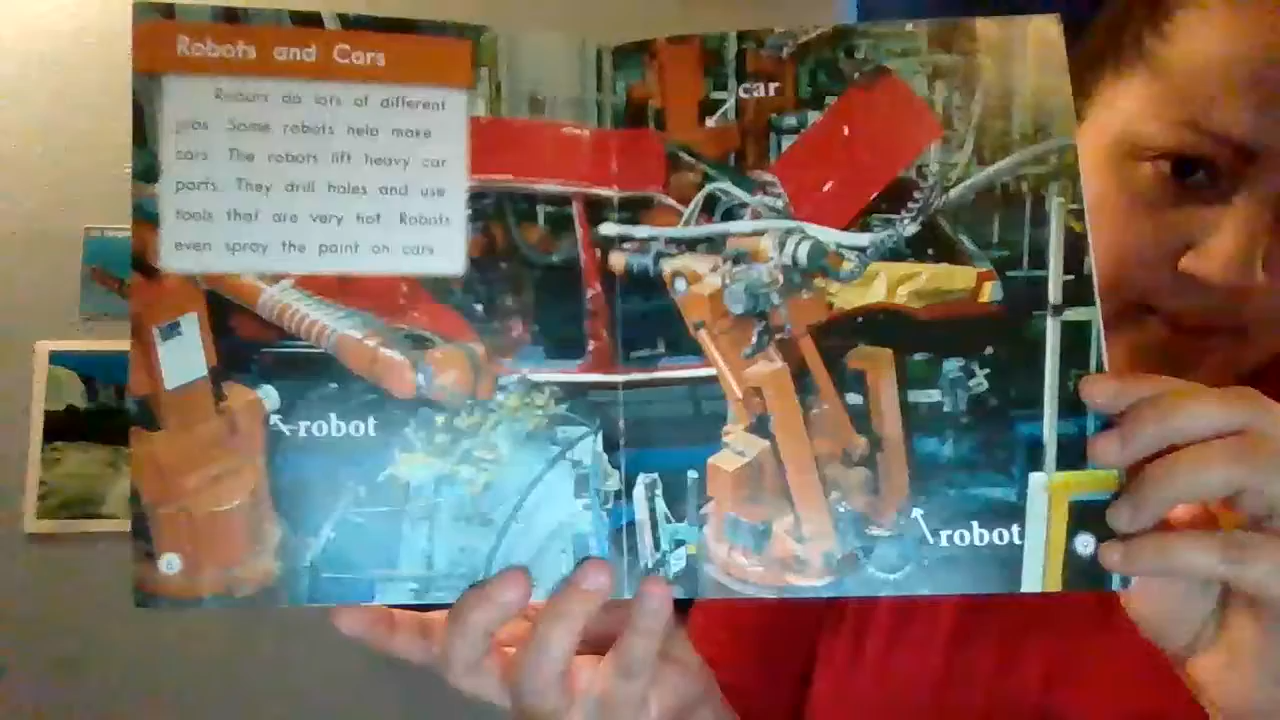 Robots and Cars
Robots do lots of different
jobs. Some robots help make
cars. The robots lift heavy car
parts. They drill holes and use
tools that are very hot. Robots
even spray the paint on cars.
car
robot
robot
6